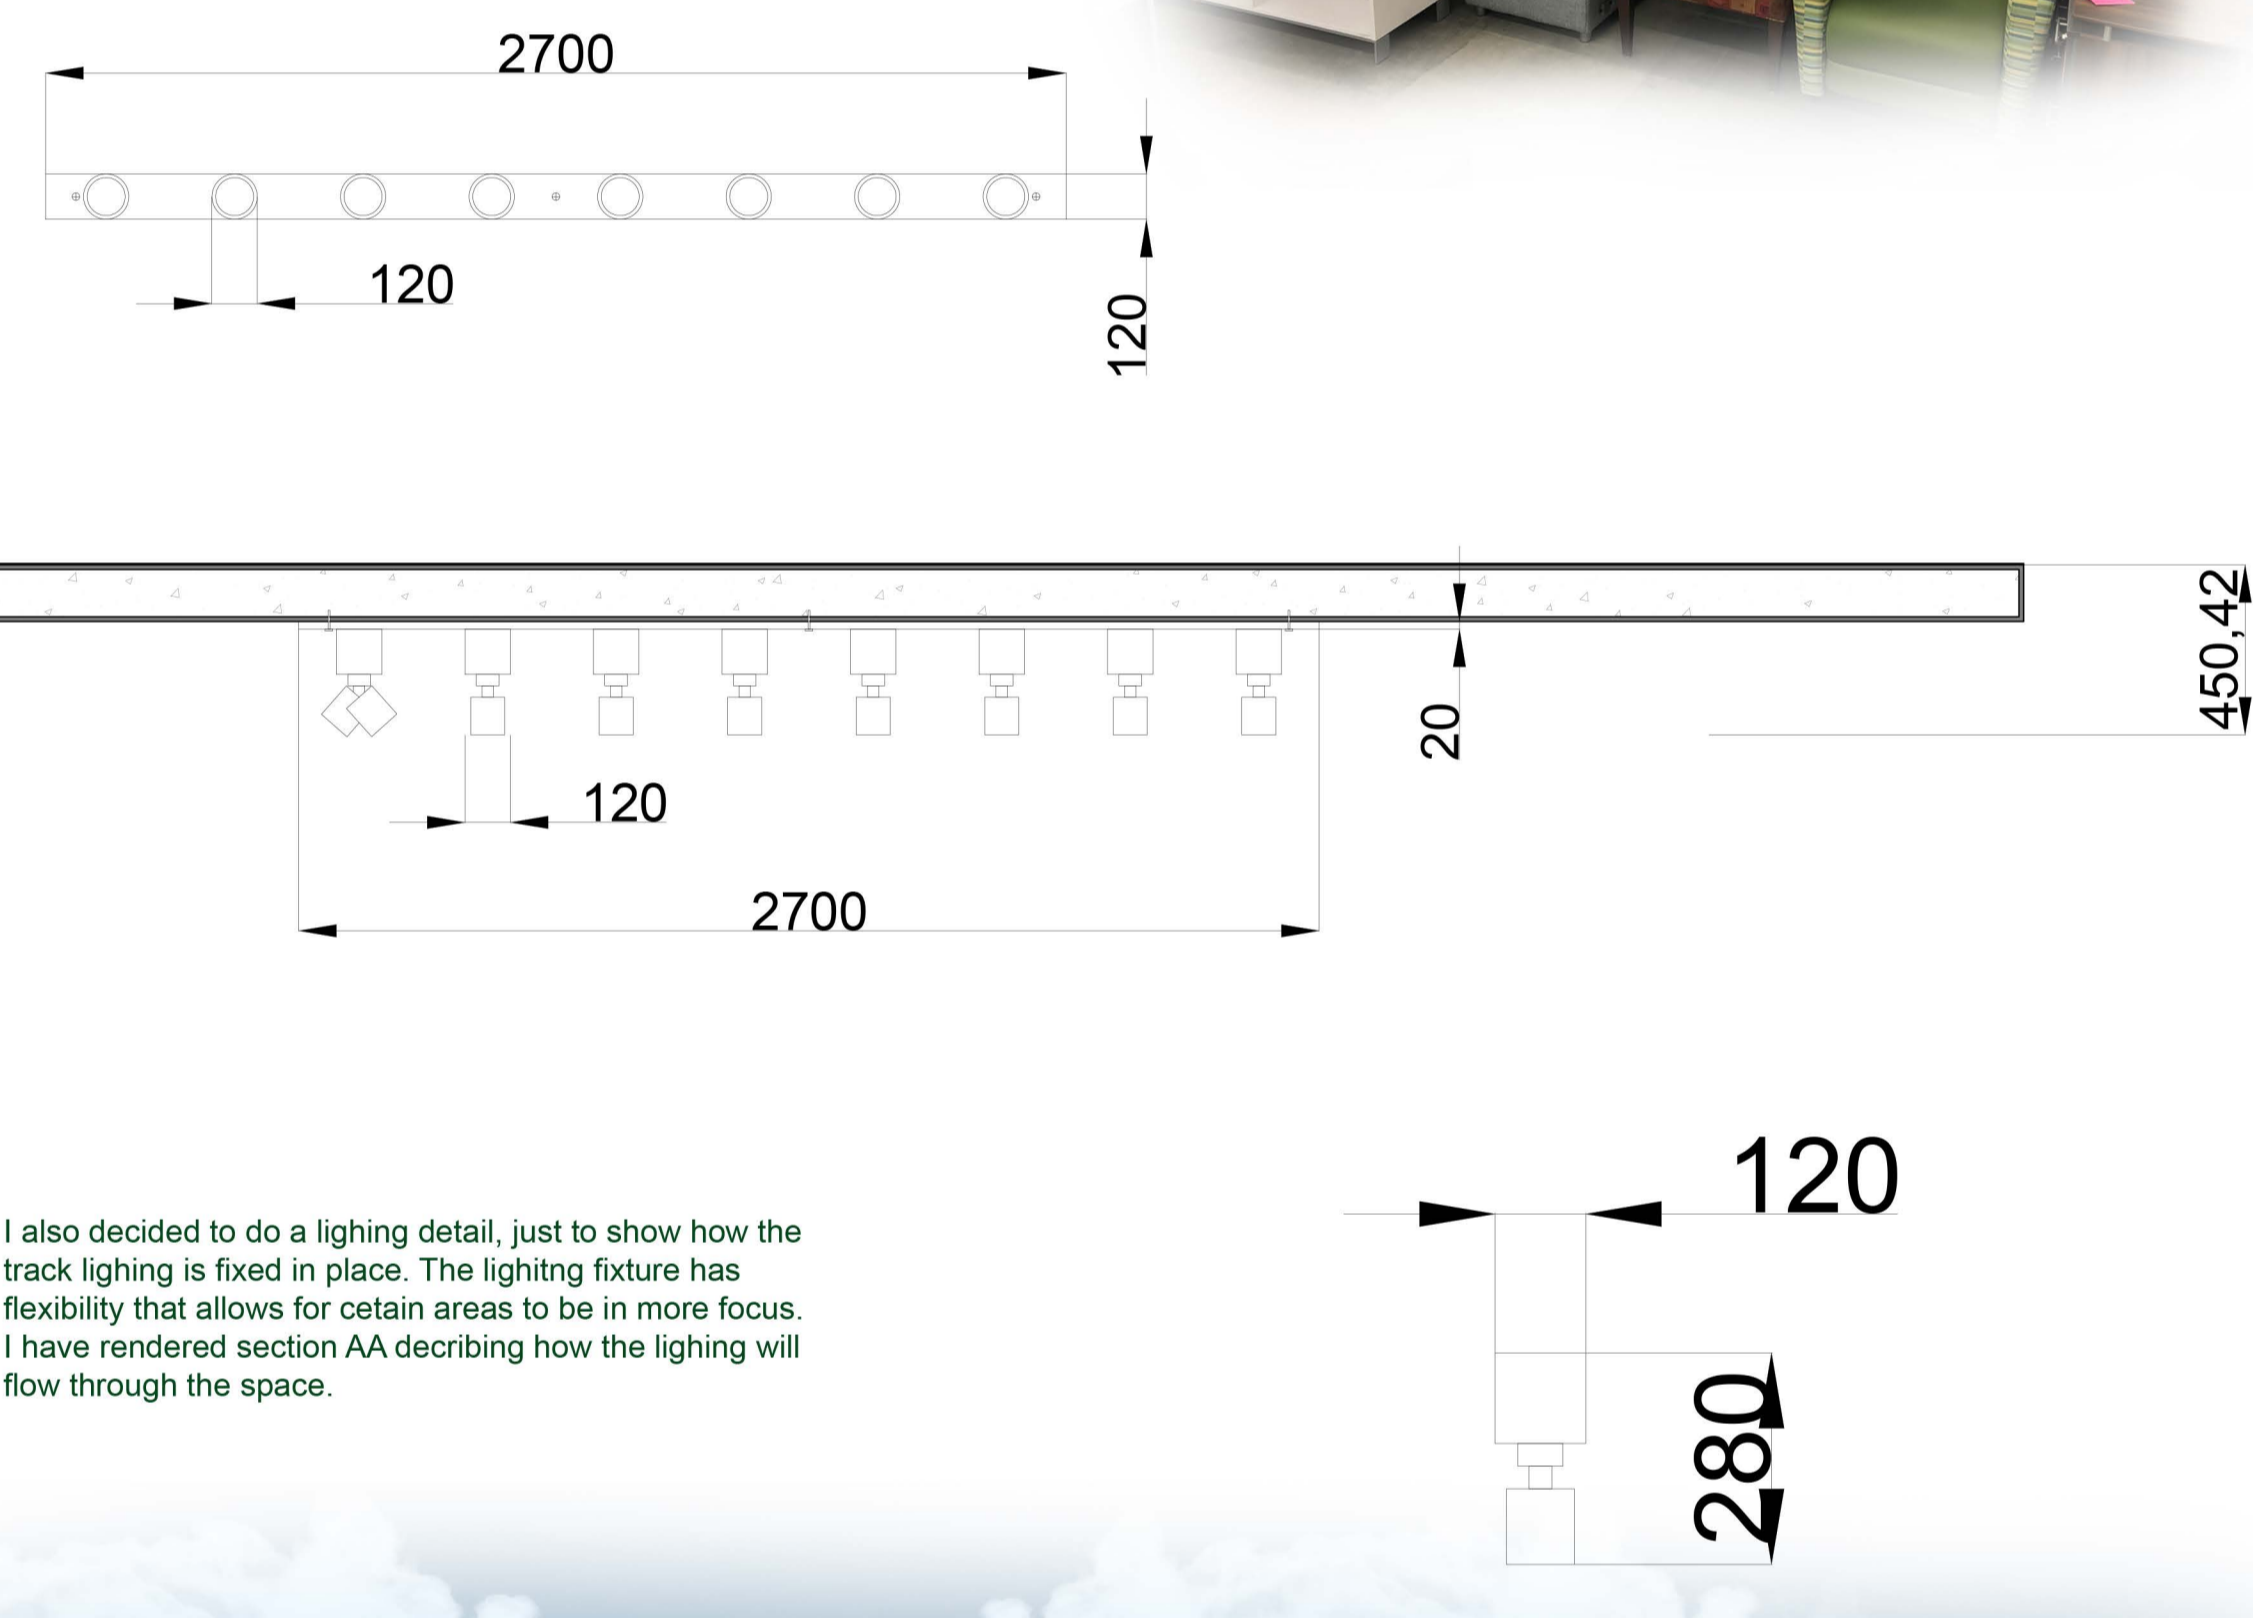 2700
120
120
450,42
20
120
2700
120
280
I also decided to do a lighing detail, just to show how the
track lighing is fixed in place. The lighitng fixture has
flexibility that allows for cetain areas to be in more focus.
I have rendered section AA decribing how the lighing will
flow through the space.